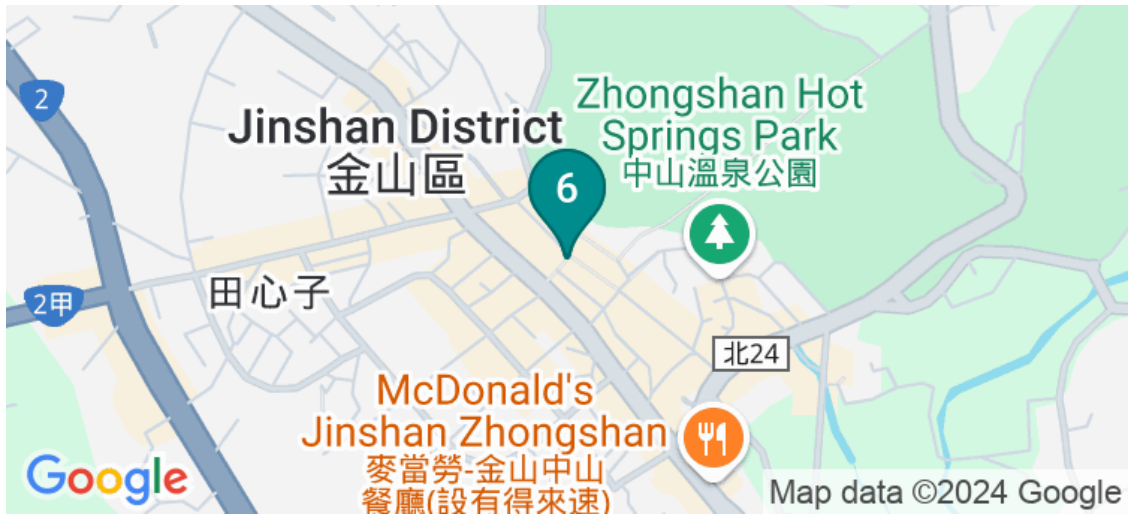 2
Jinshan District
金山區
Zhongshan Hot
Springs Park
中山溫泉公園
6
2甲
田心子
北24
McDonald's
Jinshan Zhongshan
麥當勞-金山中山
餐廳(設有得來速)
Google
Map data ©2024 Google